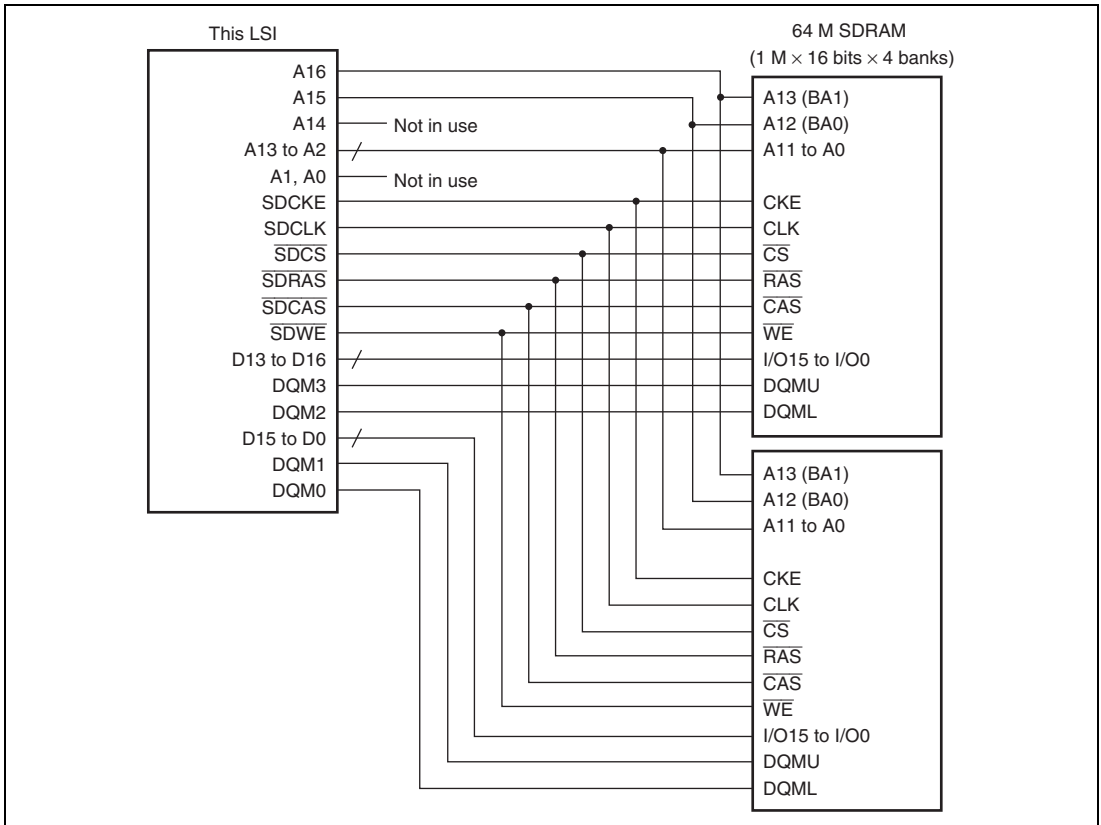 This LSI
A16
A15
A14
Not in use
A13 to A2
A1, A0
Not in use
SDCKE
SDCLK
SDCS
SDRAS
SDCAS
SDWE
D13 to D16
DQM3
DQM2
D15 to D0
DQM1
DQM0
64 M SDRAM
(1 M × 16 bits × 4 banks)
A13 (BA1)
A12 (BA0)
A11 to A0
CKE
CLK
CS
RAS
CAS
WE
I/O15 to I/O0
DQMU
DQML
A13 (BA1)
A12 (BA0)
A11 to A0
CKE
CLK
CS
RAS
CAS
WE
I/O15 to I/O0
DQMU
DQML